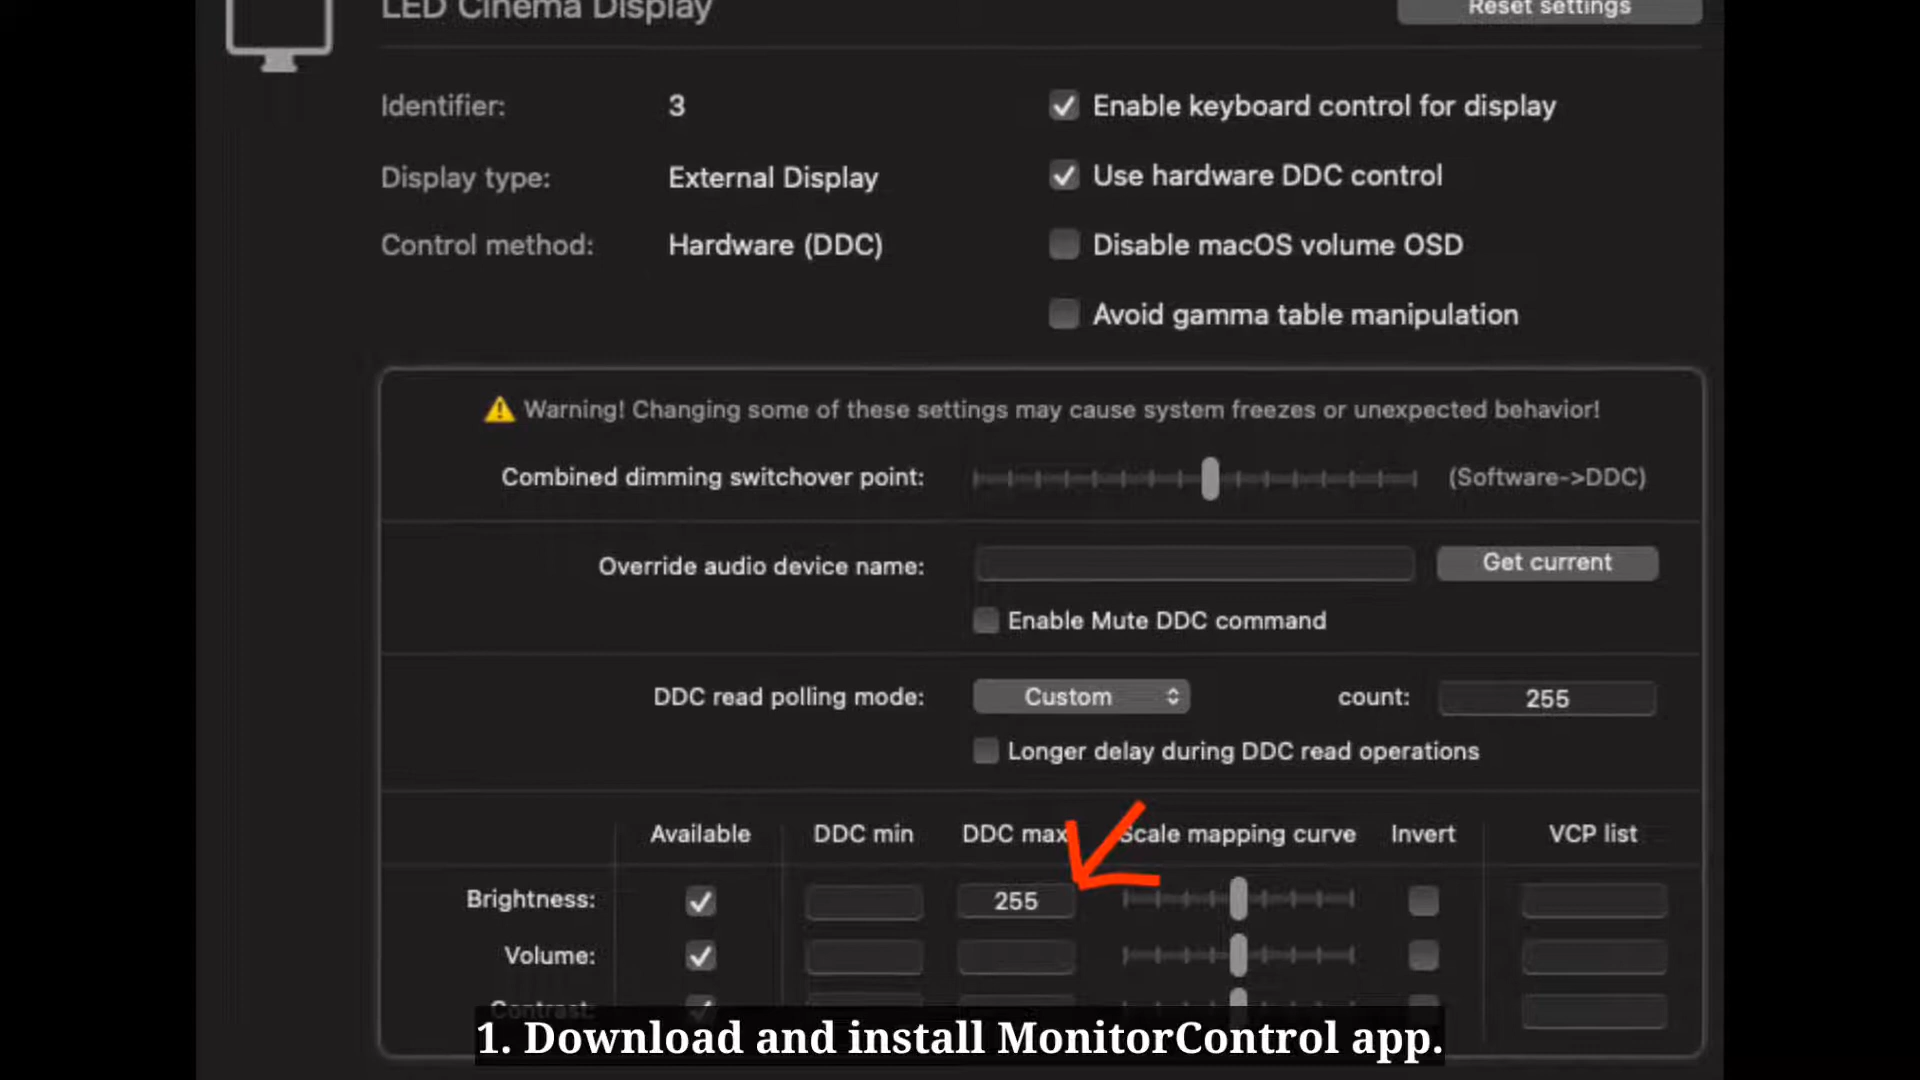 LED Cinema Display
Reset settings
Identifier: 3
Enable keyboard control for display
Display type: External Display
Use hardware DDC control
Control method: Hardware (DDC)
Disable macOS volume OSD
Avoid gamma table manipulation
Warning! Changing some of these settings may cause system freezes or unexpected behavior!
Combined dimming switchover point: (Software->DDC)
Override audio device name: Get current
Enable Mute DDC command
DDC read polling mode: Custom count: 255
Longer delay during DDC read operations
Available DDC min DDC max Scale mapping curve Invert VCP list
Brightness: 255
Volume:
Contrast:
1. Download and install MonitorControl app.